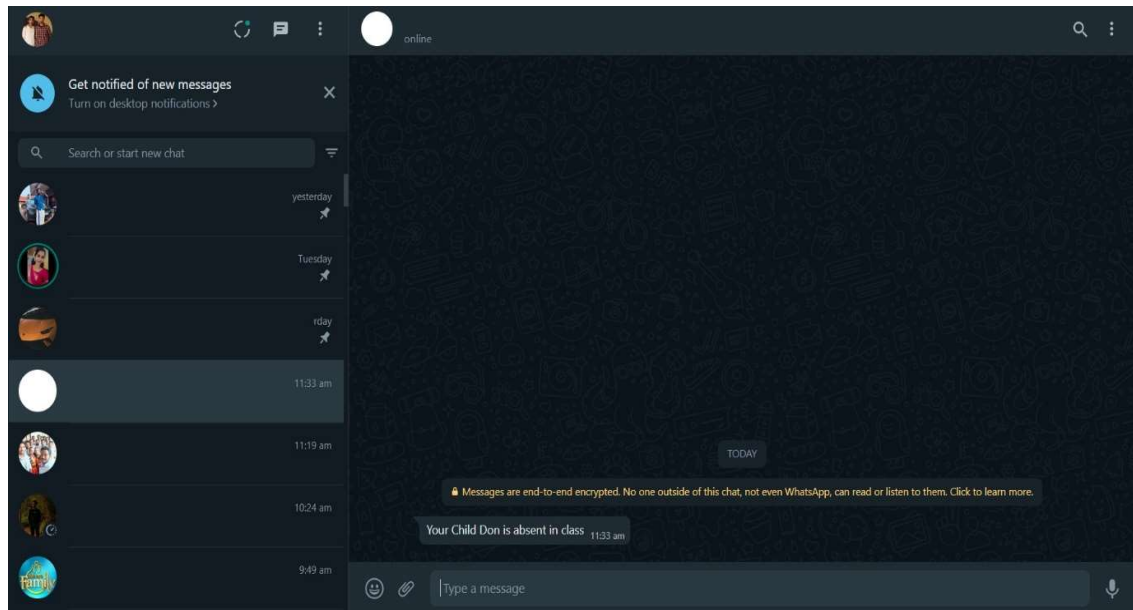 Get notified of new messages
Turn on desktop notifications >
Search or start new chat
yesterday
Tuesday
rday
11:33 am
11:19 am
10:24 am
Family
9:49 am
online
TODAY
Messages are end-to-end encrypted. No one outside of this chat, not even WhatsApp, can read or listen to them. Click to learn more.
Your Child Don is absent in class 11:33 am
Type a message